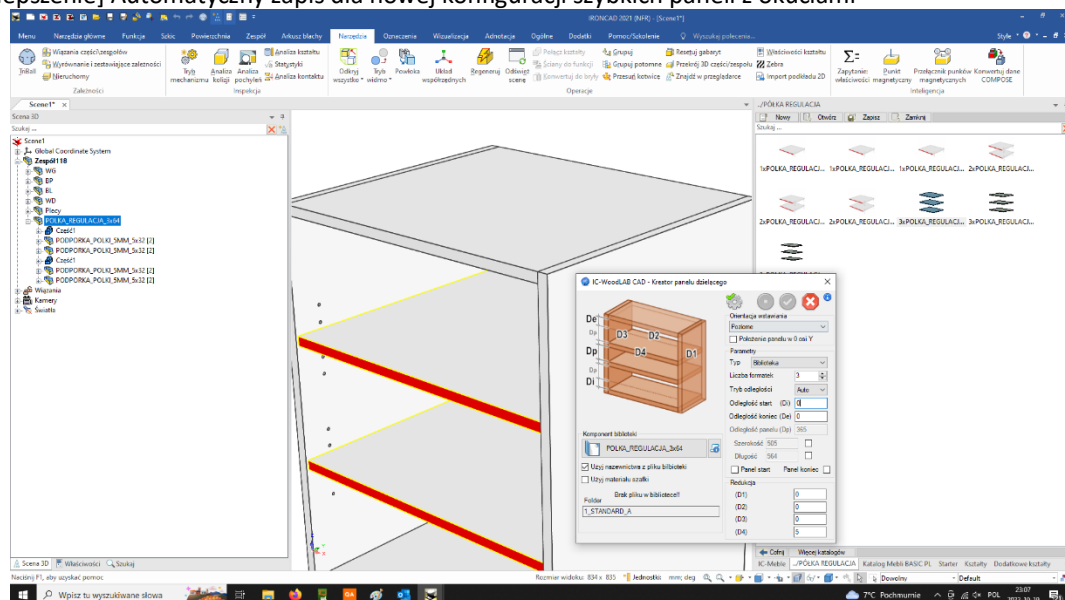 lepszenie] Automatyczny zapis dla nowej konfiguracji szybkich paneli z okuciami
IRONCAD 2021 (NFR) - [Scene1*]
Menu Narzędzia główne Funkcja Szkic Powierzchnia Zespół Arkusz blachy Narzędzia Oznaczenia Wizualizacja Adnotacja Ogólne Dodatki Pomoc/Szkolenie Wyszukaj polecenia... Style
TriBall
Wiązania części/zespołów
Wyrównanie i zestawiające zależności
Nieruchomy
Zależności
Tryb mechanizmu
Analiza kolizji
Analiza pochyleń
Analiza kształtu
Statystyki
Analiza kontaktu
Inspekcja
Odkryj wszystko
Tryb widmo
Powłoka
Układ współrzędnych
Regeneruj
Odśwież scenę
Połącz kształty
Ściany do funkcji
Konwertuj do bryły
Grupuj
Grupuj potomne
Przesuń kotwicę
Resetuj gabaryt
Przekrój 3D części/zespołu
Znajdź w przeglądarce
Operacje
Właściwości kształtu
Zebra
Import podkładu 2D
Zapytanie: właściwości
Punkt magnetyczny
Przełącznik punków magnetycznych
Konwertuj dane COMPOSE
Inteligencja
Scene1*
Scena 3D
Szukaj ...
Scene1
Global Coordinate System
Zespół118
WG
BP
BL
WD
Plecy
POLKA_REGULACJA_3x64
Część1
PODPORKA_POLKI_5MM_5x32 [2]
PODPORKA_POLKI_5MM_5x32 [2]
Część1
PODPORKA_POLKI_5MM_5x32 [2]
PODPORKA_POLKI_5MM_5x32 [2]
Wiązania
Kamery
Światło
../PÓŁKA REGULACJA
Nowy Otwórz Zapisz Zamknij
Szukaj ...
1xPOLKA_REGULACJ... 1xPOLKA_REGULACJ... 1xPOLKA_REGULACJ... 2xPOLKA_REGULACJ...
2xPOLKA_REGULACJ... 2xPOLKA_REGULACJ... 3xPOLKA_REGULACJ... 3xPOLKA_REGULACJ...
IC-WoodLAB CAD - Kreator panelu dzielącego
De
Dp
Dp
Dp
Di
D3 D2
D4 D1
Orientacja wstawiania
Poziome
Położenie panelu w 0 osi Y
Parametry
Typ Biblioteka
Liczba formatek 3
Tryb odległości Auto
Odległość start (Di) 0
Odległość koniec (De) 0
Odległość panelu (Dp) 365
Szerokość 505
Długość 564
Panel start Panel koniec
Redukcja
(D1) 0
(D2) 0
(D3) 0
(D4) 5
Komponent biblioteki
POLKA_REGULACJA_3x64
Użyj nazewnictwa z pliku biblioteki
Użyj materiału szafki
Brak pliku w bibliotece!!
Folder
1_STANDARD_A
Cofnij Więcej katalogów
IC-Meble ../PÓŁKA REGULACJA Katalog Mebli BASIC PL Starter Kształty Dodatkowe kształty
Scena 3D Właściwości Szukaj
Naciśnij F1, aby uzyskać pomoc
Rozmiar widoku: 834 x 835 Jednostki: mm; deg Dowolny Default
Wpisz tu wyszukiwane słowa
7°C Pochmurnie POL 23:07